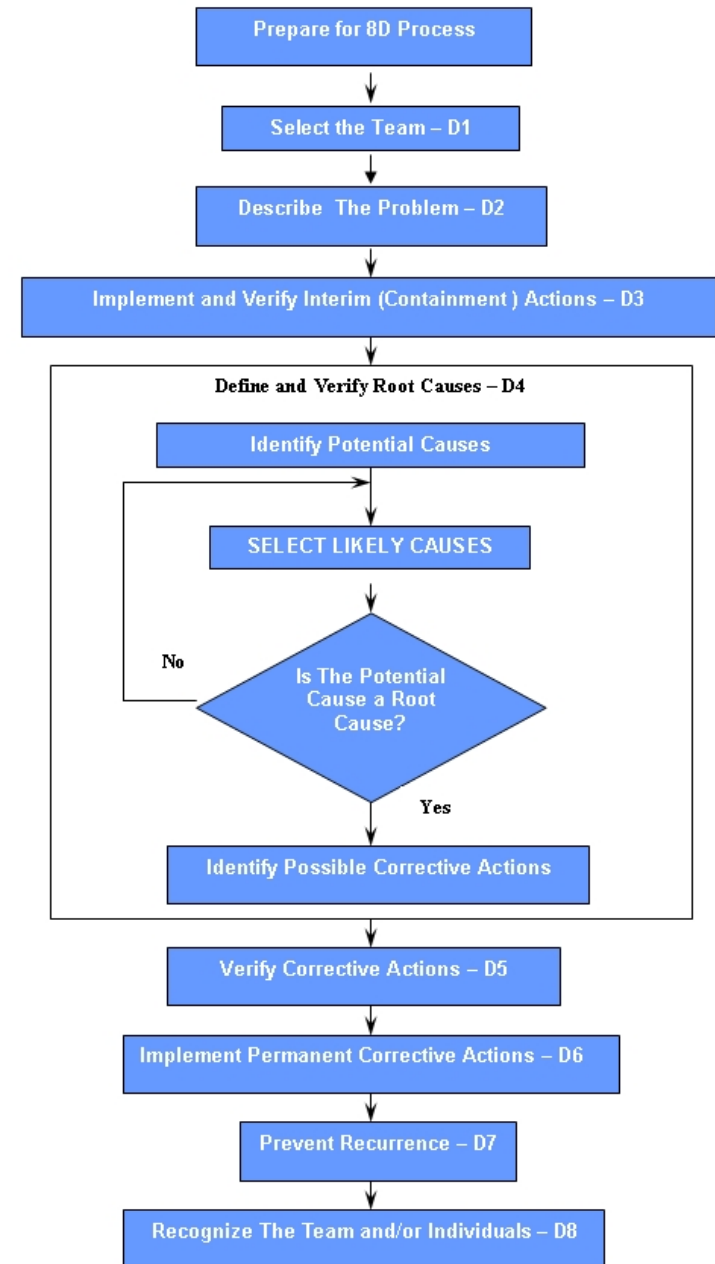 Prepare for 8D Process
Select the Team – D1
Describe The Problem – D2
Implement and Verify Interim (Containment ) Actions – D3
Define and Verify Root Causes – D4
Identify Potential Causes
SELECT LIKELY CAUSES
No
Is The Potential
Cause a Root
Cause?
Yes
Identify Possible Corrective Actions
Verify Corrective Actions – D5
Implement Permanent Corrective Actions – D6
Prevent Recurrence – D7
Recognize The Team and/or Individuals – D8